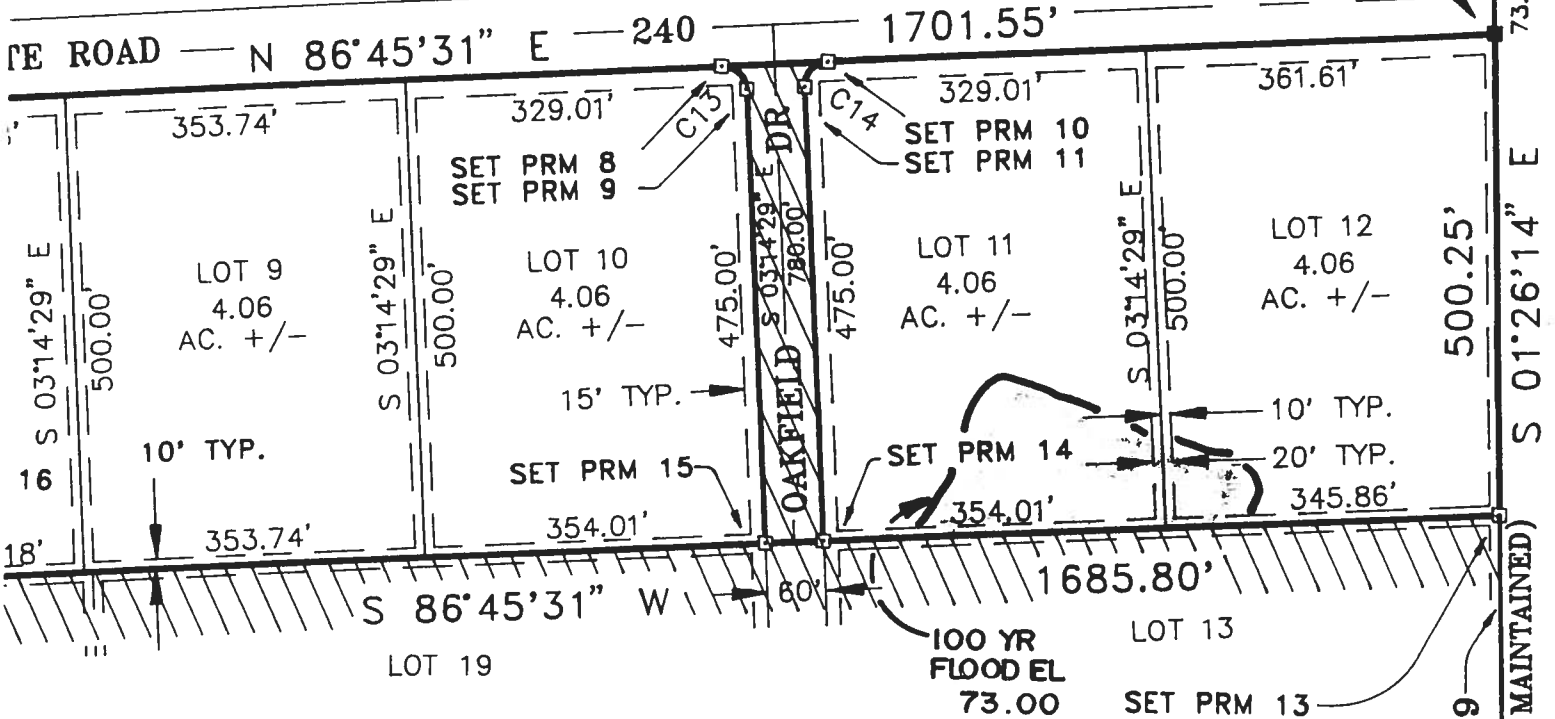 TE ROAD N 86°45'31" E 240 1701.55'
73.
353.74'
329.01'
329.01'
361.61'
C13
C14
SET PRM 8
SET PRM 9
SET PRM 10
SET PRM 11
OAKFIELD DR.
S 03°14'29" E
780.00'
S 03°14'29" E
500.00'
LOT 9
4.06
AC. +/-
S 03°14'29" E
500.00'
LOT 10
4.06
AC. +/-
475.00'
475.00'
LOT 11
4.06
AC. +/-
S 03°14'29" E
500.00'
LOT 12
4.06
AC. +/-
500.25'
S 01°26'14" E
15' TYP.
10' TYP.
10' TYP.
20' TYP.
16
SET PRM 15
SET PRM 14
18'
353.74'
354.01'
354.01'
345.86'
S 86°45'31" W
60'
1685.80'
LOT 19
LOT 13
100 YR
FLOOD EL
73.00
SET PRM 13
9
MAINTAINED)